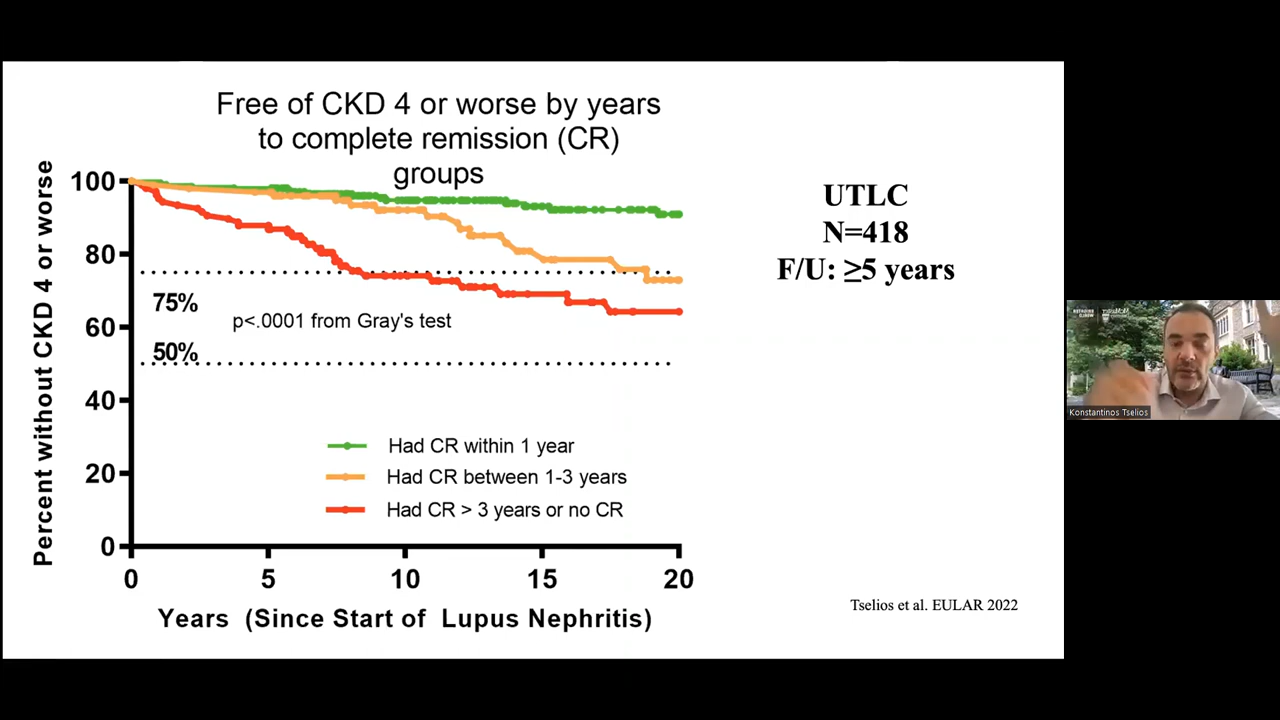 Free of CKD 4 or worse by years
to complete remission (CR)
groups
Percent without CKD 4 or worse
100
80
60
40
20
0
75%
p<.0001 from Gray's test
50%
Had CR within 1 year
Had CR between 1-3 years
Had CR > 3 years or no CR
0
5
10
15
20
Years (Since Start of Lupus Nephritis)
UTLC
N=418
F/U: ≥5 years
Tselios et al. EULAR 2022
Konstantinos Tselios